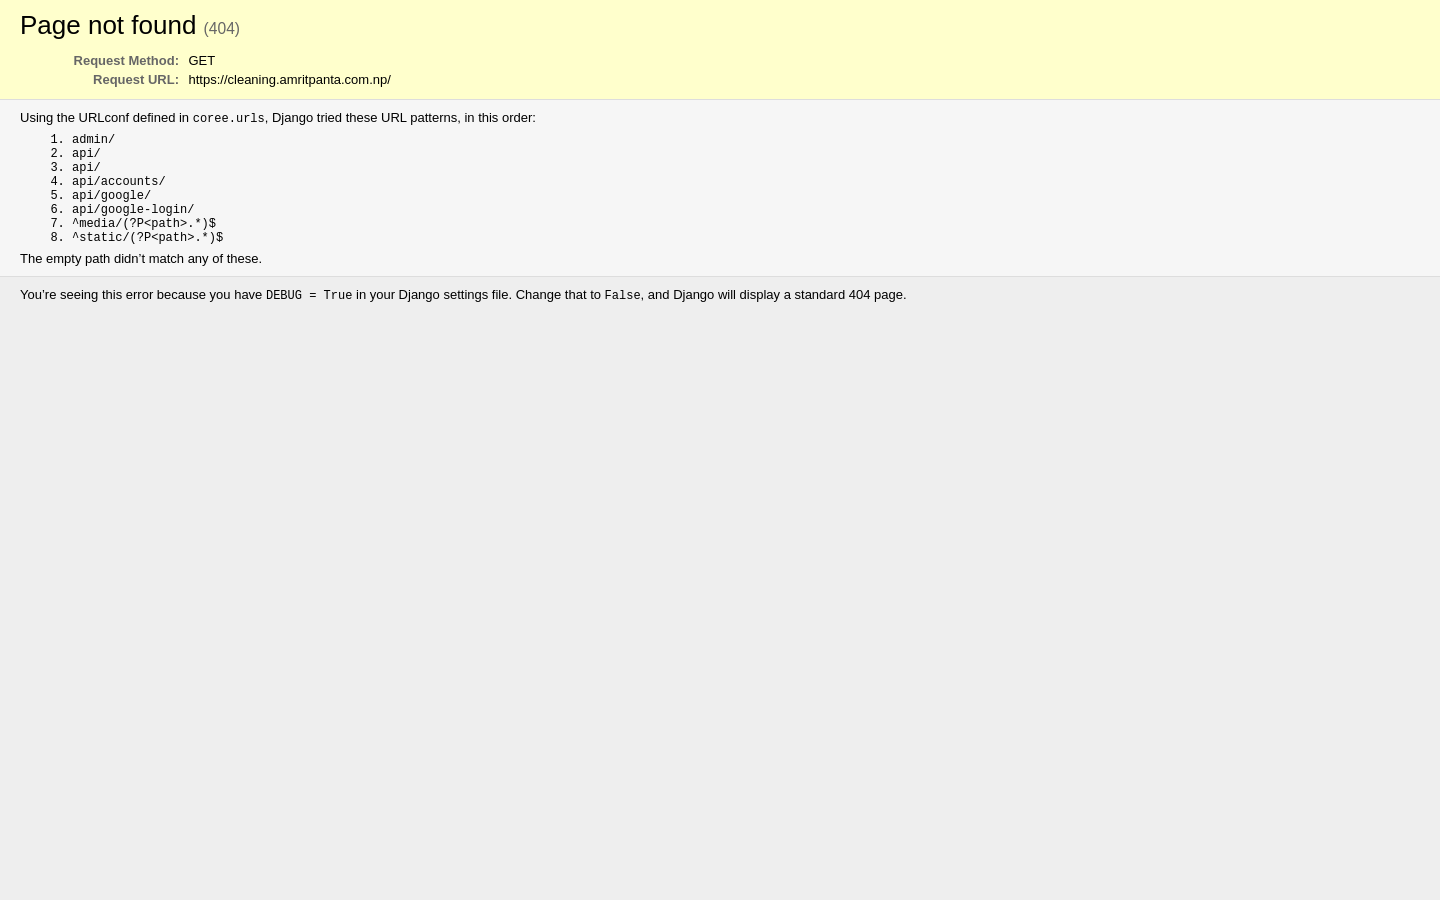 Page not found (404)
Request Method: GET
Request URL: https://cleaning.amritpanta.com.np/
Using the URLconf defined in coree.urls, Django tried these URL patterns, in this order:
1. admin/
2. api/
3. api/
4. api/accounts/
5. api/google/
6. api/google-login/
7. ^media/(?P<path>.*)$
8. ^static/(?P<path>.*)$
The empty path didn’t match any of these.
You’re seeing this error because you have DEBUG = True in your Django settings file. Change that to False, and Django will display a standard 404 page.